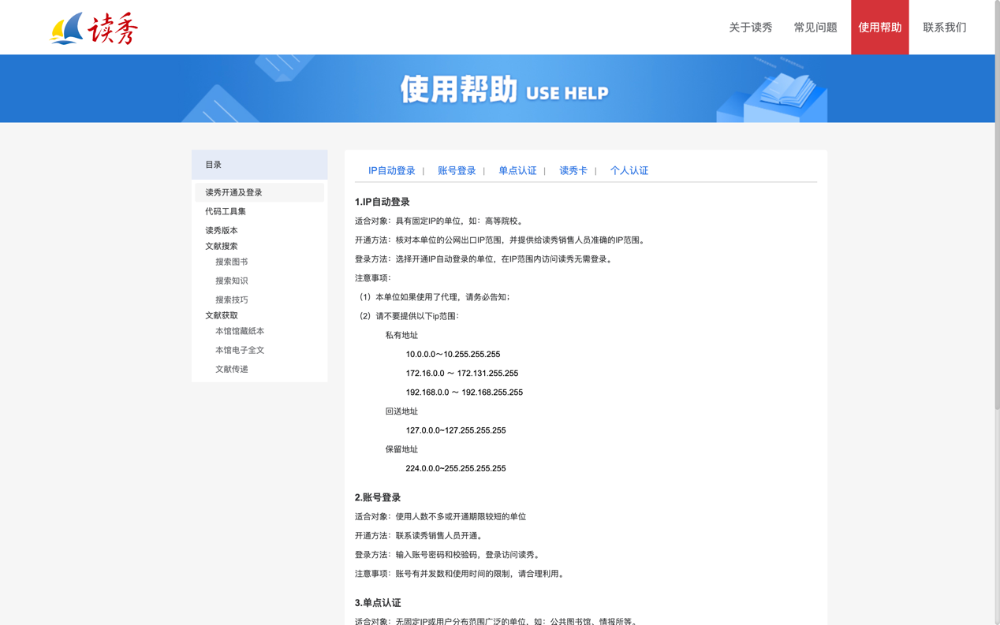 读秀
关于读秀
常见问题
使用帮助
联系我们
使用帮助 USE HELP
目录
读秀开通及登录
代码工具集
读秀版本
文献搜索
搜索图书
搜索知识
搜索技巧
文献获取
本馆馆藏纸本
本馆电子全文
文献传递
IP自动登录 | 账号登录 | 单点认证 | 读秀卡 | 个人认证
1.IP自动登录
适合对象：具有固定IP的单位，如：高等院校。
开通方法：核对本单位的公网出口IP范围，并提供给读秀销售人员准确的IP范围。
登录方法：选择开通IP自动登录的单位，在IP范围内访问读秀无需登录。
注意事项：
（1）本单位如果使用了代理，请务必告知；
（2）请不要提供以下ip范围：
私有地址
10.0.0.0～10.255.255.255
172.16.0.0 ～ 172.131.255.255
192.168.0.0 ～ 192.168.255.255
回送地址
127.0.0.0~127.255.255.255
保留地址
224.0.0.0~255.255.255.255
2.账号登录
适合对象：使用人数不多或开通期限较短的单位
开通方法：联系读秀销售人员开通。
登录方法：输入账号密码和校验码，登录访问读秀。
注意事项：账号有并发数和使用时间的限制，请合理利用。
3.单点认证
适合对象：无固定IP或用户分布范围广泛的单位，如：公共图书馆、情报所等。